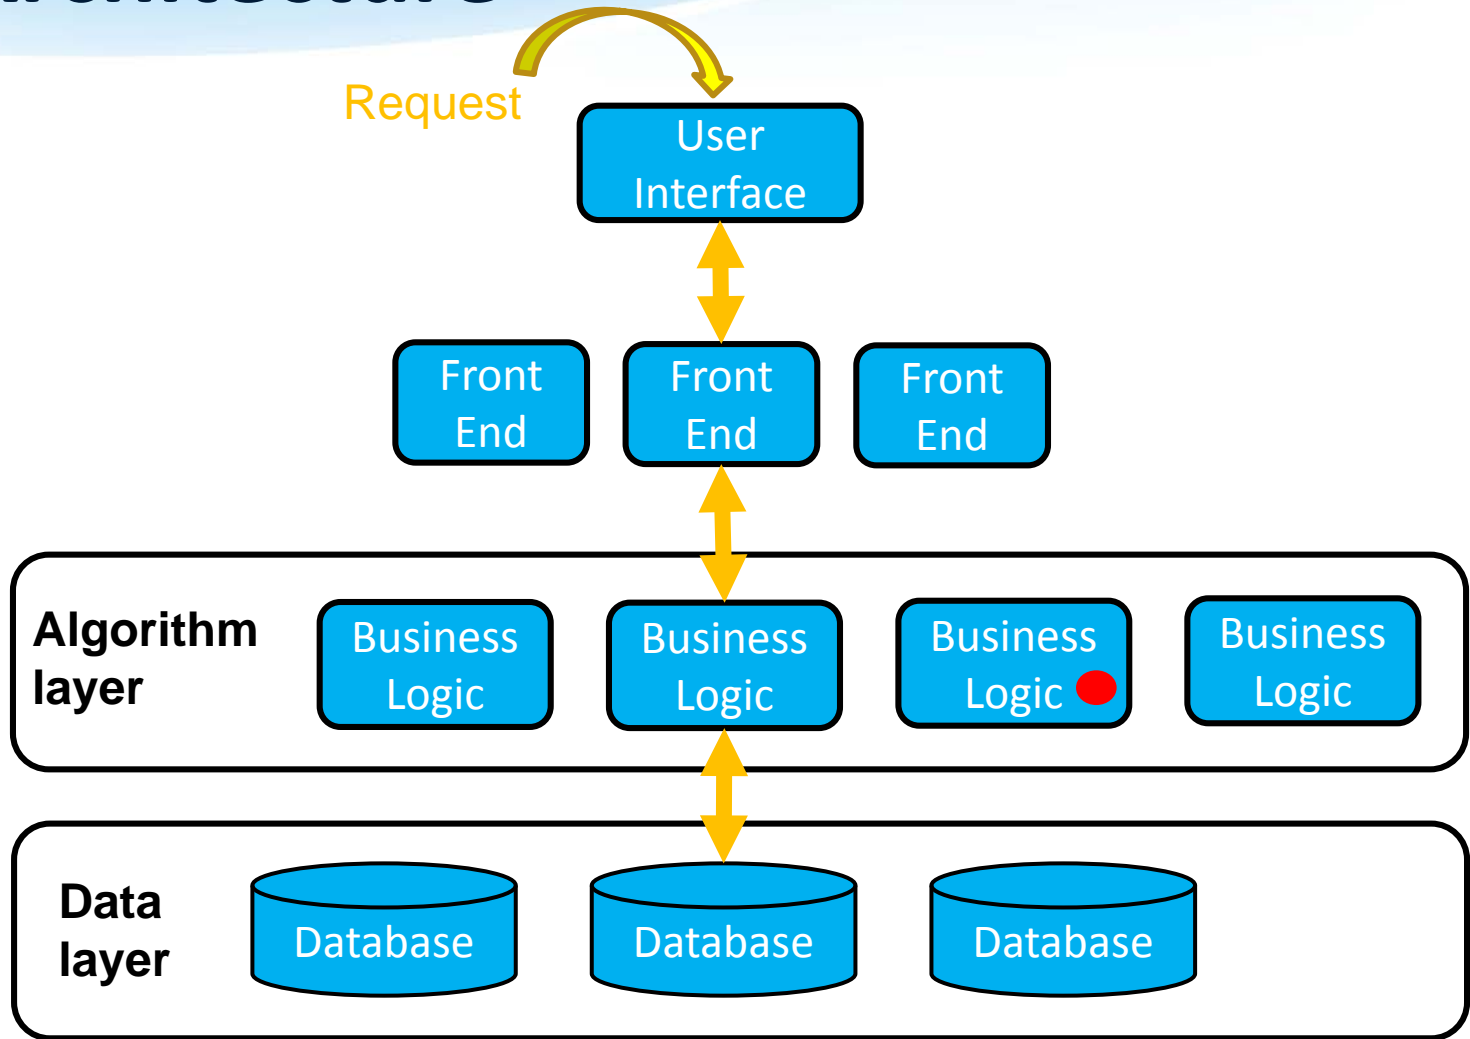 Request
User
Interface
Front
End
Front
End
Front
End
Algorithm
layer
Business
Logic
Business
Logic
Business
Logic
Business
Logic
Data
layer
Database
Database
Database